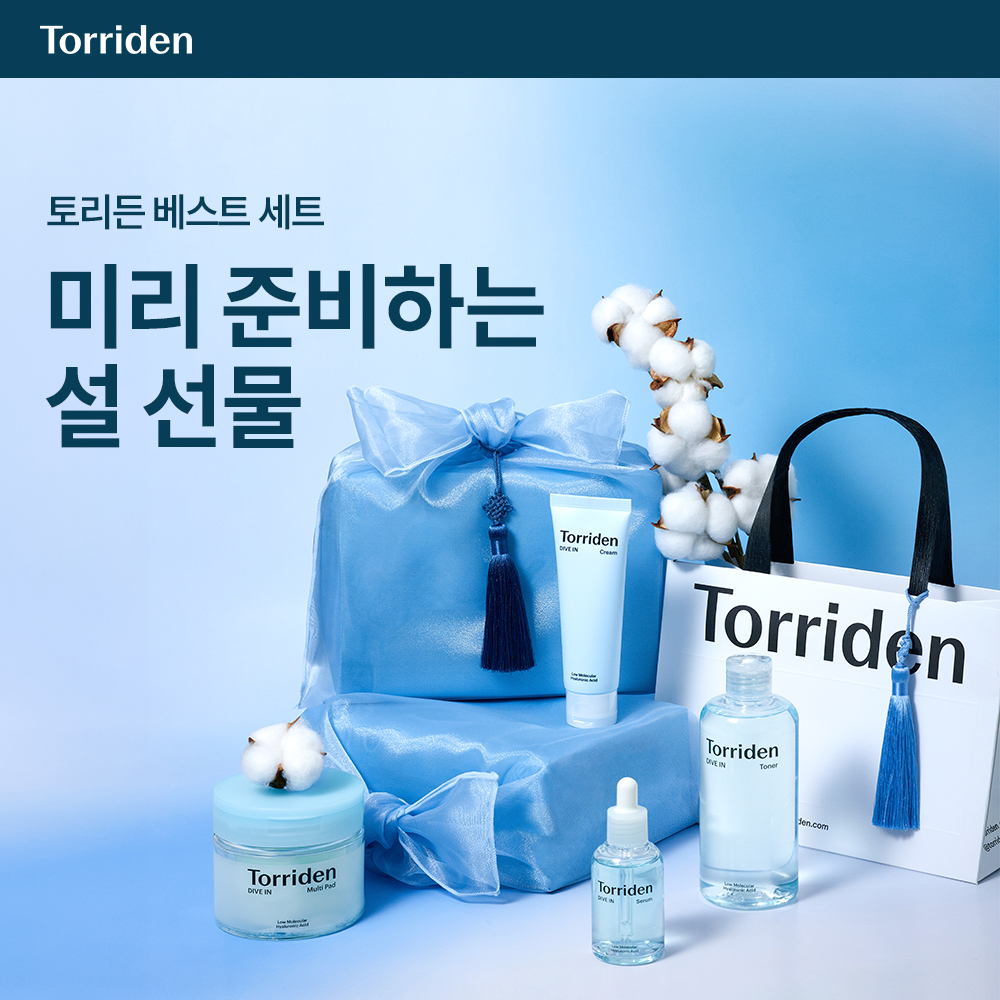 Torriden
토리든 베스트 세트
미리 준비하는
설 선물
Torriden
DIVE IN Cream
Low Molecular
Hyaluronic Acid
Torriden
Torriden
DIVE IN Toner
Low Molecular
Hyaluronic Acid
Torriden
DIVE IN Multi Pad
Low Molecular
Hyaluronic Acid
Torriden
DIVE IN Serum
Low Molecular
Hyaluronic Acid